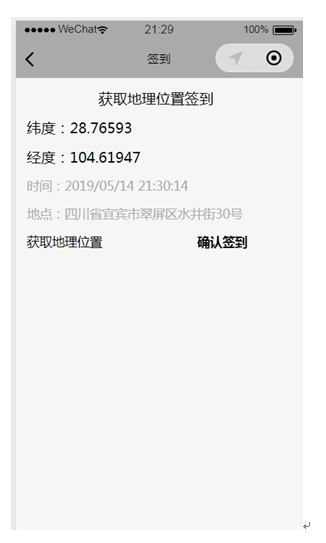 WeChat 21:29 100%
签到
获取地理位置签到
纬度：28.76593
经度：104.61947
时间：2019/05/14 21:30:14
地点：四川省宜宾市翠屏区水井街30号
获取地理位置 确认签到